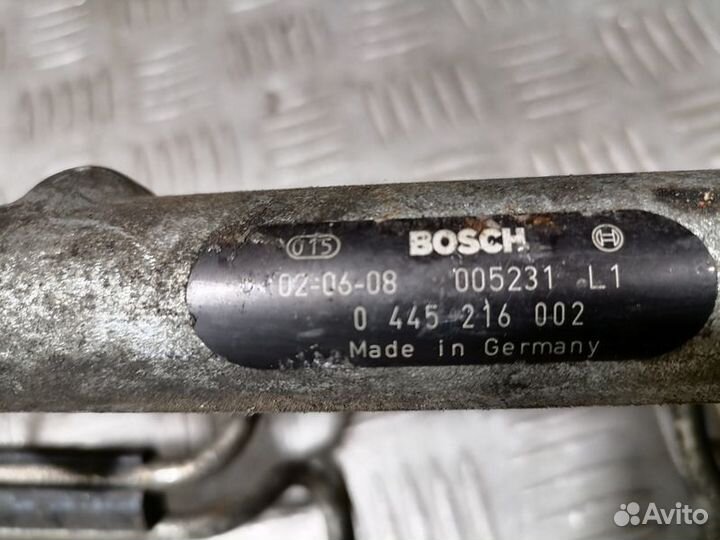 015 BOSCH
02-06-08 005231 L1
0 445 216 002
Made in Germany
Avito